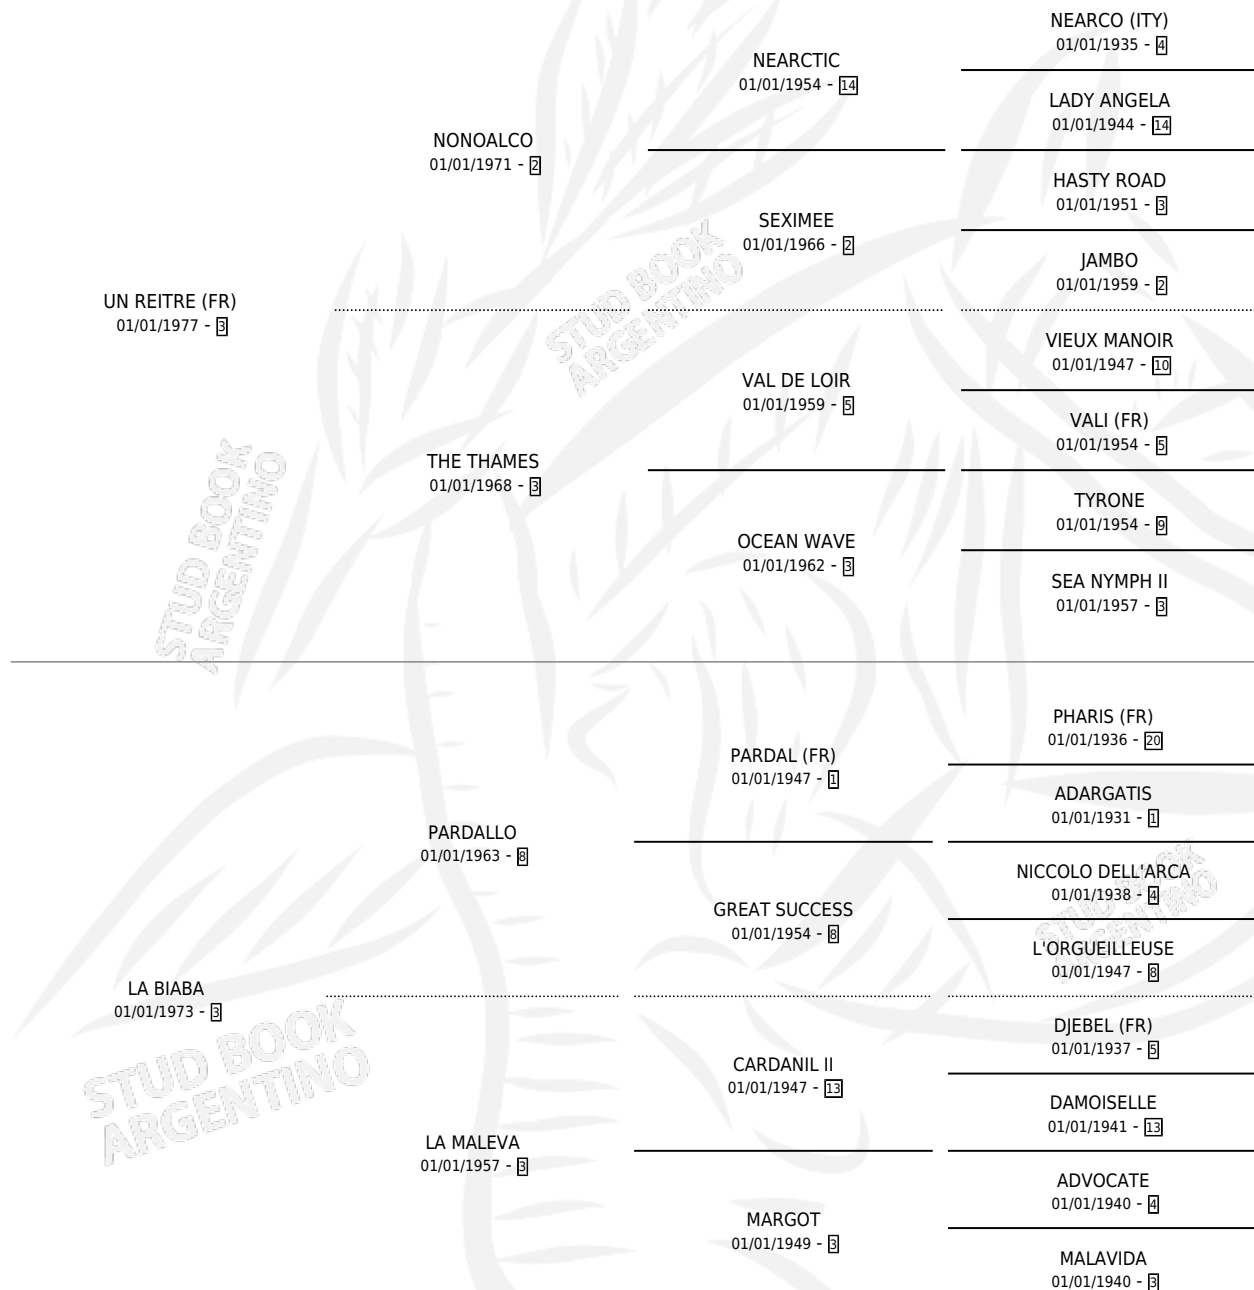 NEARCO (ITY)
01/01/1935 - 4
NEARCTIC
01/01/1954 - 14
LADY ANGELA
01/01/1944 - 14
NONOALCO
01/01/1971 - 2
HASTY ROAD
01/01/1951 - 3
SEXIMEE
01/01/1966 - 2
JAMBO
01/01/1959 - 2
UN REITRE (FR)
01/01/1977 - 3
VIEUX MANOIR
01/01/1947 - 10
VAL DE LOIR
01/01/1959 - 5
VALI (FR)
01/01/1954 - 5
THE THAMES
01/01/1968 - 3
TYRONE
01/01/1954 - 9
OCEAN WAVE
01/01/1962 - 3
SEA NYMPH II
01/01/1957 - 3
PHARIS (FR)
01/01/1936 - 20
PARDAL (FR)
01/01/1947 - 1
ADARGATIS
01/01/1931 - 1
PARDALLO
01/01/1963 - 8
NICCOLO DELL'ARCA
01/01/1938 - 4
GREAT SUCCESS
01/01/1954 - 8
L'ORGUEILLEUSE
01/01/1947 - 8
LA BIABA
01/01/1973 - 3
DJEBEL (FR)
01/01/1937 - 5
CARDANIL II
01/01/1947 - 13
DAMOISELLE
01/01/1941 - 13
LA MALEVA
01/01/1957 - 3
ADVOCATE
01/01/1940 - 4
MARGOT
01/01/1949 - 3
MALAVIDA
01/01/1940 - 3
STUD BOOK
ARGENTINO
STUD BOOK
ARGENTINO
STUD BOOK
ARGENTINO
STUD BOOK
ARGENTINO